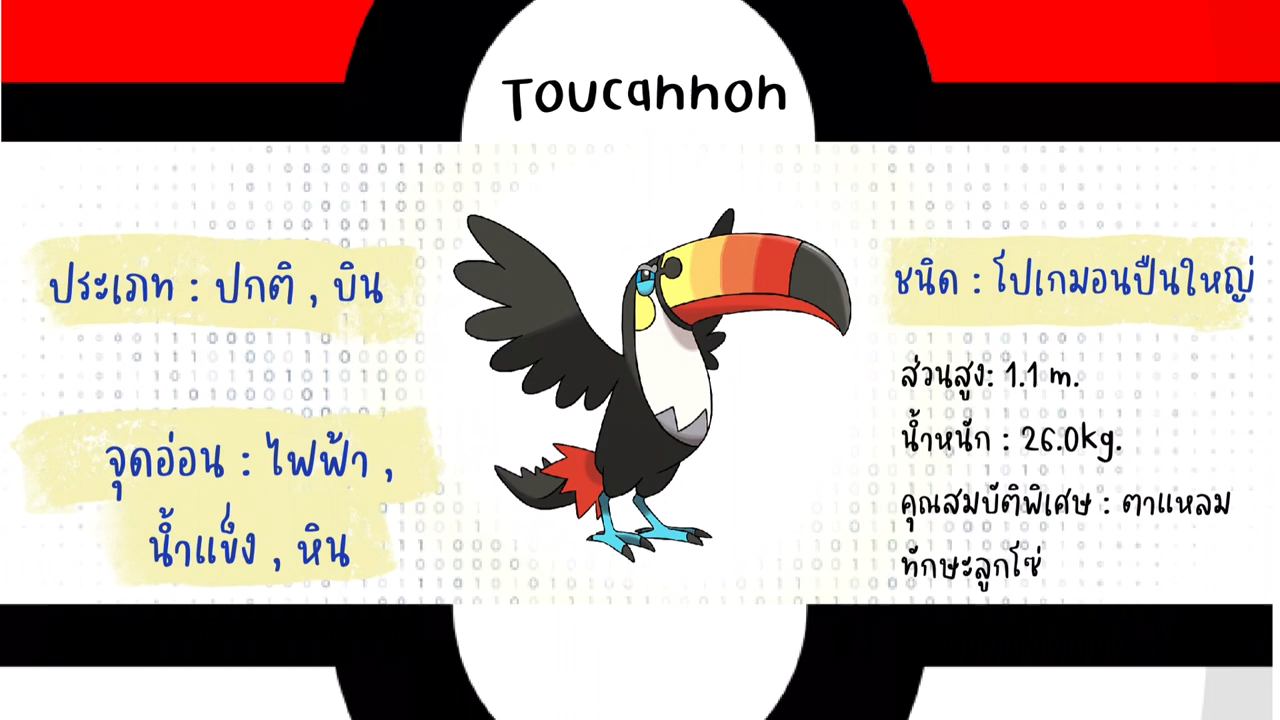 Toucannon
ประเภท : ปกติ , บิน
จุดอ่อน : ไฟฟ้า ,
น้ำแข็ง , หิน
ชนิด : โปเกมอนปืนใหญ่
ส่วนสูง: 1.1 m.
น้ำหนัก : 26.0kg.
คุณสมบัติพิเศษ : ตาแหลม
ทักษะลูกโซ่